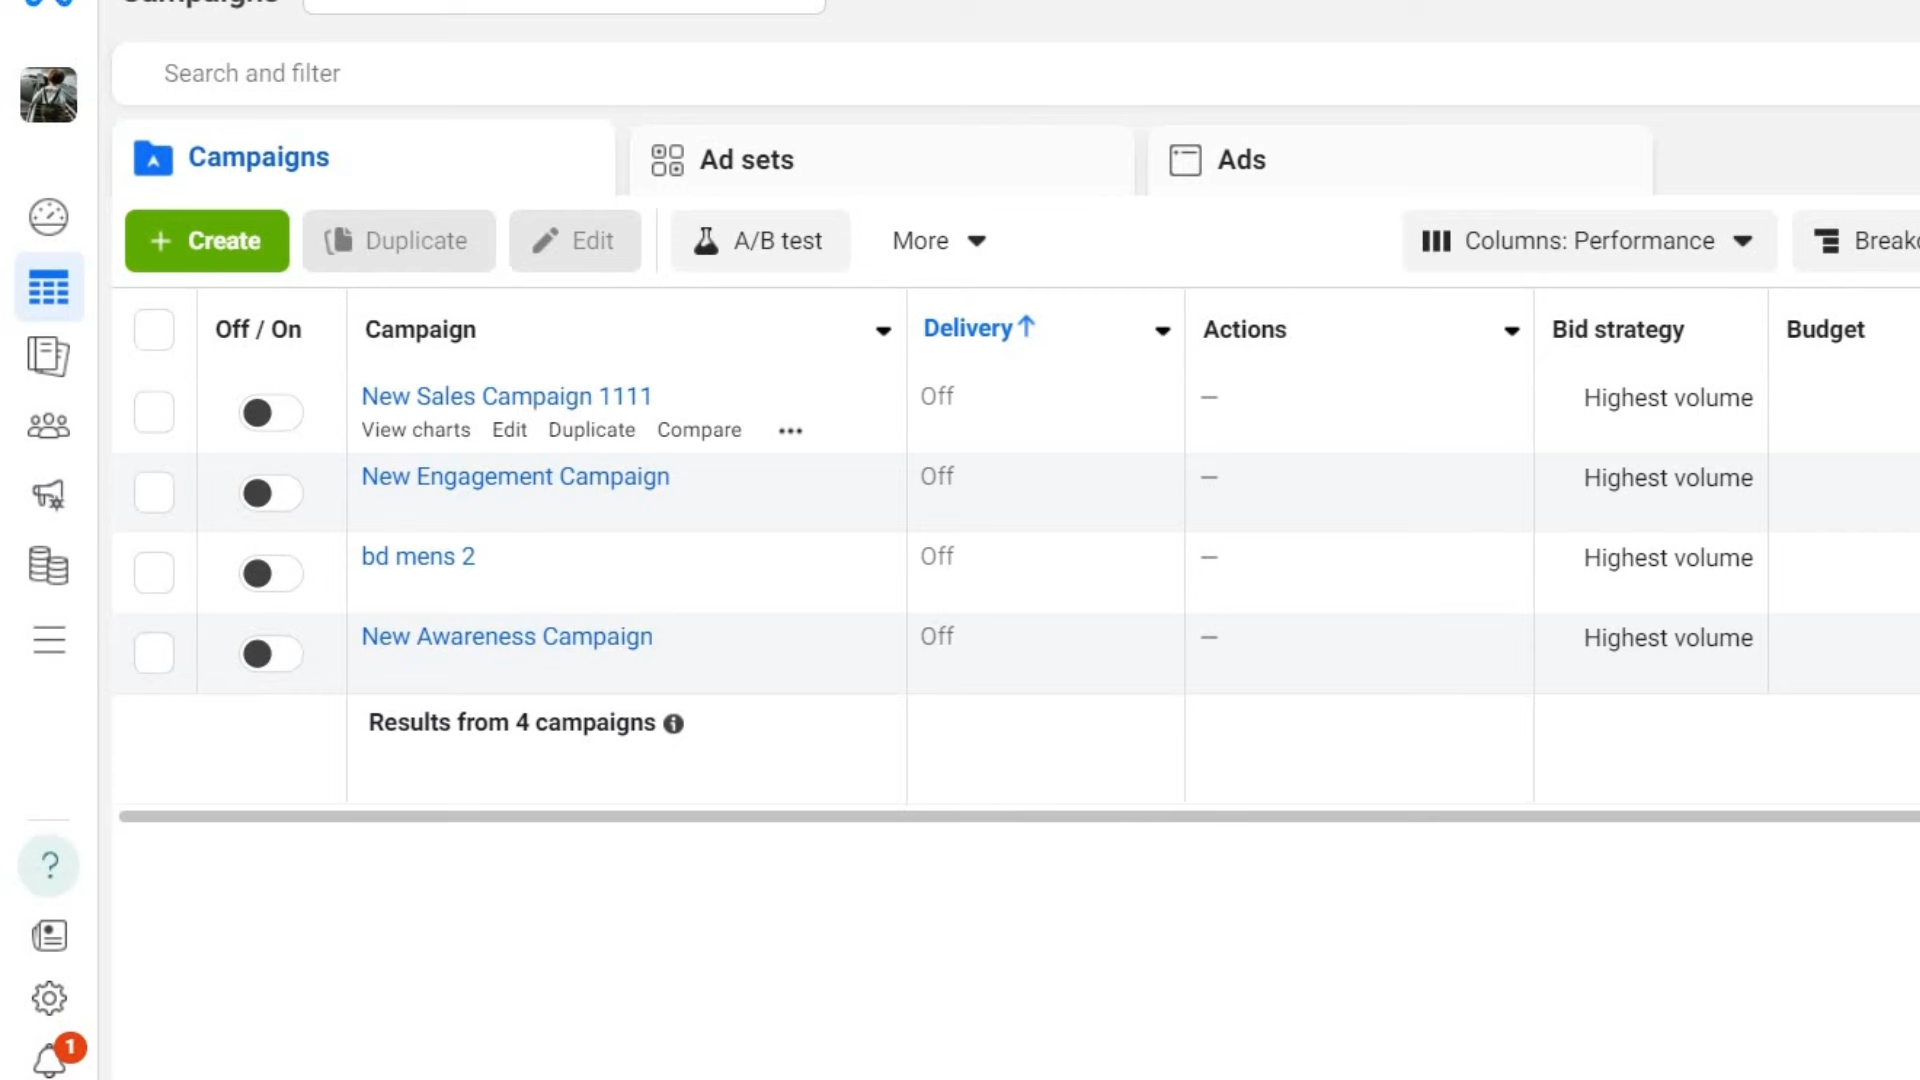 Campaigns
Search and filter
Campaigns
Ad sets
Ads
+ Create
Duplicate
Edit
A/B test
More
Columns: Performance
Off / On
Campaign
Delivery↑
Actions
Bid strategy
Budget
New Sales Campaign 1111
Off
—
Highest volume
View charts Edit Duplicate Compare ...
New Engagement Campaign
Off
—
Highest volume
bd mens 2
Off
—
Highest volume
New Awareness Campaign
Off
—
Highest volume
Results from 4 campaigns
?
1